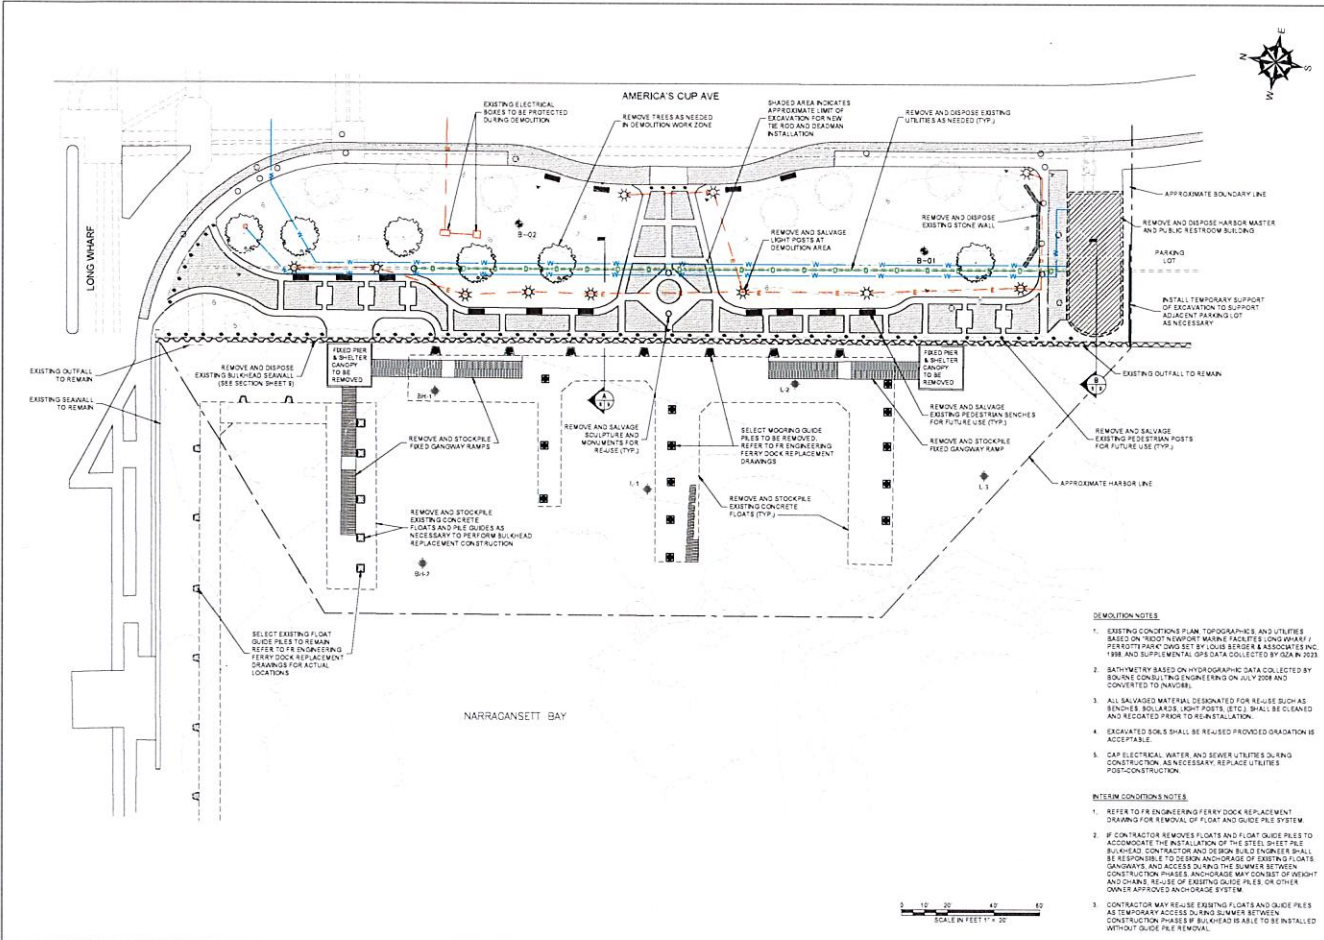 N
E
W
S
AMERICA'S CUP AVE
LONG WHARF
EXISTING ELECTRICAL
BOXES TO BE PROTECTED
DURING DEMOLITION
REMOVE TREES AS NEEDED
IN DEMOLITION WORK ZONE
SHADED AREA INDICATES
APPROXIMATE LIMIT OF
EXCAVATION FOR NEW
TIE ROD AND DEADMAN
INSTALLATION
REMOVE AND DISPOSE EXISTING
UTILITIES AS NEEDED (TYP.)
APPROXIMATE BOUNDARY LINE
REMOVE AND DISPOSE HARBOR MASTER
AND PUBLIC RESTROOM BUILDING
PARKING
LOT
INSTALL TEMPORARY SUPPORT
OF EXCAVATION TO SUPPORT
ADJACENT PARKING LOT
AS NECESSARY
REMOVE AND DISPOSE
EXISTING STONE WALL
REMOVE AND SALVAGE
LIGHT POSTS AT
DEMOLITION AREA
B-02
B-01
EXISTING OUTFALL
TO REMAIN
EXISTING SEAWALL
TO REMAIN
REMOVE AND DISPOSE
EXISTING BULKHEAD SEAWALL
(SEE SECTION SHEET 9)
FIXED PIER
& SHELTER
CANOPY
TO BE
REMOVED
FIXED PIER
& SHELTER
CANOPY
TO BE
REMOVED
EXISTING OUTFALL TO REMAIN
BH-1
L-2
A
B
REMOVE AND STOCKPILE
FIXED GANGWAY RAMPS
REMOVE AND SALVAGE
SCULPTURE AND
MONUMENTS FOR
RE-USE (TYP.)
SELECT MOORING GUIDE
PILES TO BE REMOVED.
REFER TO FR ENGINEERING
FERRY DOCK REPLACEMENT
DRAWINGS
REMOVE AND SALVAGE
EXISTING PEDESTRIAN BENCHES
FOR FUTURE USE (TYP.)
REMOVE AND STOCKPILE
FIXED GANGWAY RAMP
REMOVE AND SALVAGE
EXISTING PEDESTRIAN POSTS
FOR FUTURE USE (TYP.)
APPROXIMATE HARBOR LINE
REMOVE AND STOCKPILE
EXISTING CONCRETE
FLOATS (TYP.)
REMOVE AND STOCKPILE
EXISTING CONCRETE
FLOATS AND PILE GUIDES AS
NECESSARY TO PERFORM BULKHEAD
REPLACEMENT CONSTRUCTION
BH-2
SELECT EXISTING FLOAT
GUIDE PILES TO REMAIN
REFER TO FR ENGINEERING
FERRY DOCK REPLACEMENT
DRAWINGS FOR ACTUAL
LOCATIONS
NARRAGANSETT BAY
DEMOLITION NOTES:
1. EXISTING CONDITIONS PLAN, TOPOGRAPHICS, AND UTILITIES
BASED ON "RIDOT NEWPORT MARINE FACILITIES LONG WHARF /
PERROTTI PARK" DWG SET BY LOUIS BERGER & ASSOCIATES INC.
1998, AND SUPPLEMENTAL GPS DATA COLLECTED BY GZA IN 2023.
2. BATHYMETRY BASED ON HYDROGRAPHIC DATA COLLECTED BY
BOURNE CONSULTING ENGINEERING ON JULY 2008 AND
CONVERTED TO (NAVD88).
3. ALL SALVAGED MATERIAL DESIGNATED FOR RE-USE SUCH AS
BENCHES, BOLLARDS, LIGHT POSTS, (ETC.), SHALL BE CLEANED
AND RECOATED PRIOR TO RE-INSTALLATION.
4. EXCAVATED SOILS SHALL BE RE-USED PROVIDED GRADATION IS
ACCEPTABLE.
5. CAP ELECTRICAL, WATER, AND SEWER UTILITIES DURING
CONSTRUCTION, AS NECESSARY, REPLACE UTILITIES
POST-CONSTRUCTION.
INTERIM CONDITIONS NOTES:
1. REFER TO FR ENGINEERING FERRY DOCK REPLACEMENT
DRAWING FOR REMOVAL OF FLOAT AND GUIDE PILE SYSTEM.
2. IF CONTRACTOR REMOVES FLOATS AND FLOAT GUIDE PILES TO
ACCOMODATE THE INSTALLATION OF THE STEEL SHEET PILE
BULKHEAD, CONTRACTOR AND DESIGN BUILD ENGINEER SHALL
BE RESPONSIBLE TO DESIGN ANCHORAGE OF EXISTING FLOATS,
GANGWAYS, AND ACCESS DURING THE SUMMER BETWEEN
CONSTRUCTION PHASES. ANCHORAGE MAY CONSIST OF WEIGHT
AND CHAINS, RE-USE OF EXISITNG GUIDE PILES, OR OTHER
OWNER APPROVED ANCHORAGE SYSTEM.
3. CONTRACTOR MAY RE-USE EXISITNG FLOATS AND GUIDE PILES
AS TEMPORARY ACCESS DURING SUMMER BETWEEN
CONSTRUCTION PHASES IF BULKHEAD IS ABLE TO BE INSTALLED
WITHOUT GUIDE PILE REMOVAL.
0 10 20 40 60
SCALE IN FEET 1" = 20'